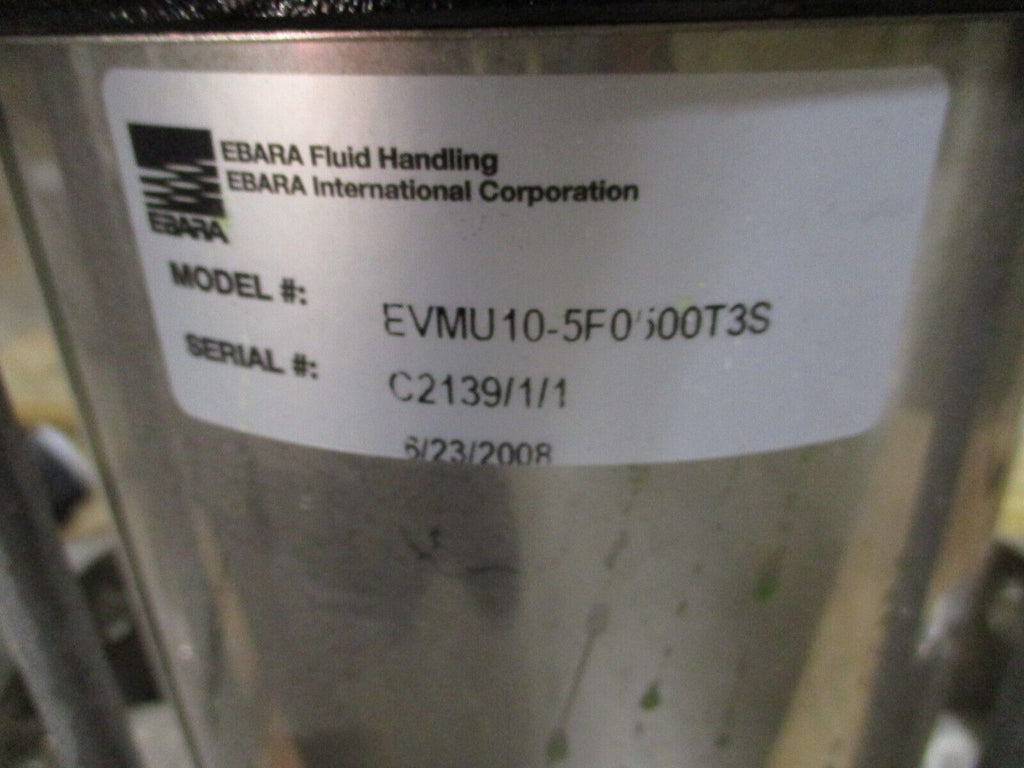 EBARA Fluid Handling
EBARA International Corporation
EBARA
MODEL #:
EVMU10-5F0500T3S
SERIAL #:
C2139/1/1
6/23/2008